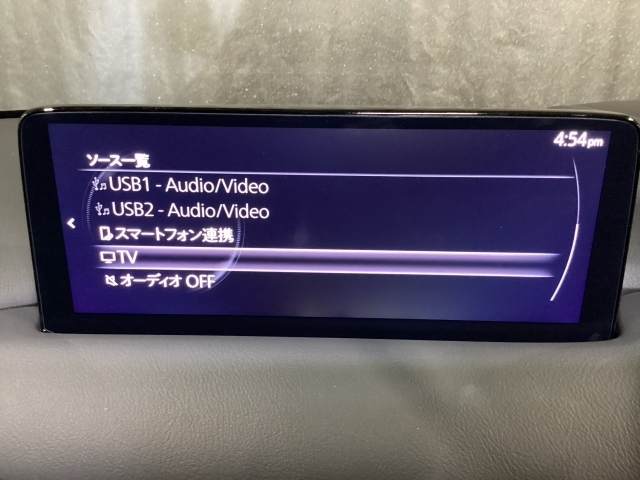 4:54pm
ソース一覧
USB1 - Audio/Video
USB2 - Audio/Video
スマートフォン連携
TV
オーディオ OFF